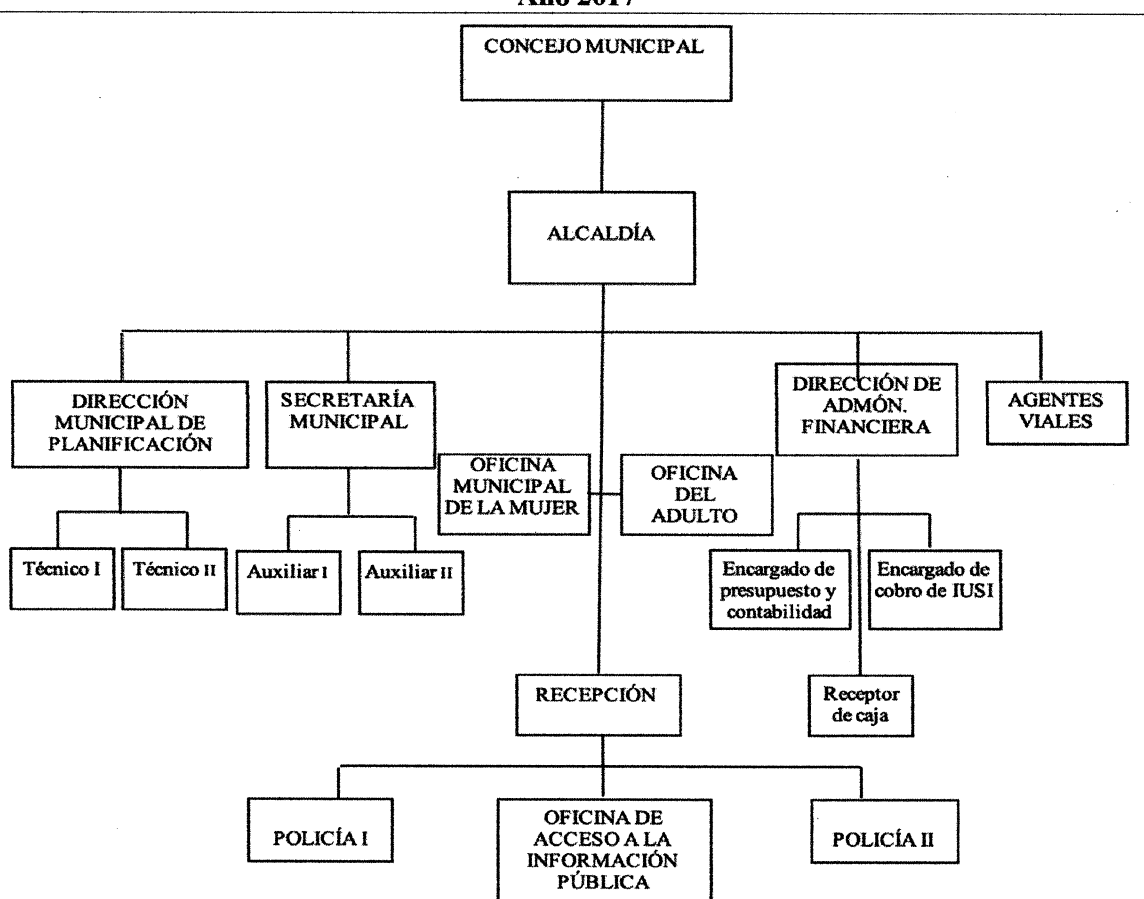 Año 2017
CONCEJO MUNICIPAL
ALCALDÍA
DIRECCIÓN
MUNICIPAL DE
PLANIFICACIÓN
SECRETARÍA
MUNICIPAL
DIRECCIÓN DE
ADMÓN.
FINANCIERA
AGENTES
VIALES
OFICINA
MUNICIPAL
DE LA MUJER
OFICINA
DEL
ADULTO
Técnico I
Técnico II
Auxiliar I
Auxiliar II
Encargado de
presupuesto y
contabilidad
Encargado de
cobro de IUSI
RECEPCIÓN
Receptor
de caja
POLICÍA I
OFICINA DE
ACCESO A LA
INFORMACIÓN
PÚBLICA
POLICÍA II